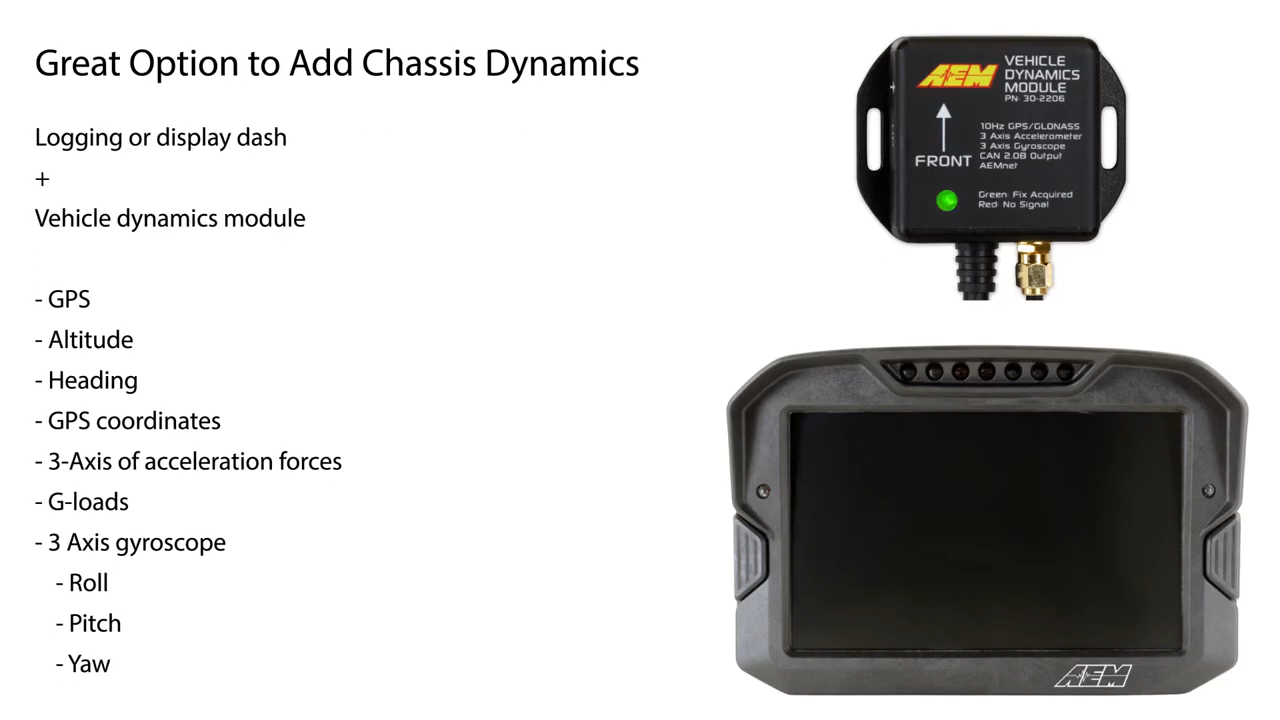 Great Option to Add Chassis Dynamics
Logging or display dash
+
Vehicle dynamics module
- GPS
- Altitude
- Heading
- GPS coordinates
- 3-Axis of acceleration forces
- G-loads
- 3 Axis gyroscope
- Roll
- Pitch
- Yaw
AEM
VEHICLE
DYNAMICS
MODULE
PN: 30-2206
10Hz GPS/GLONASS
3 Axis Accelerometer
3 Axis Gyroscope
CAN 2.0B Output
AEMnet
FRONT
Green: Fix Acquired
Red: No Signal
AEM